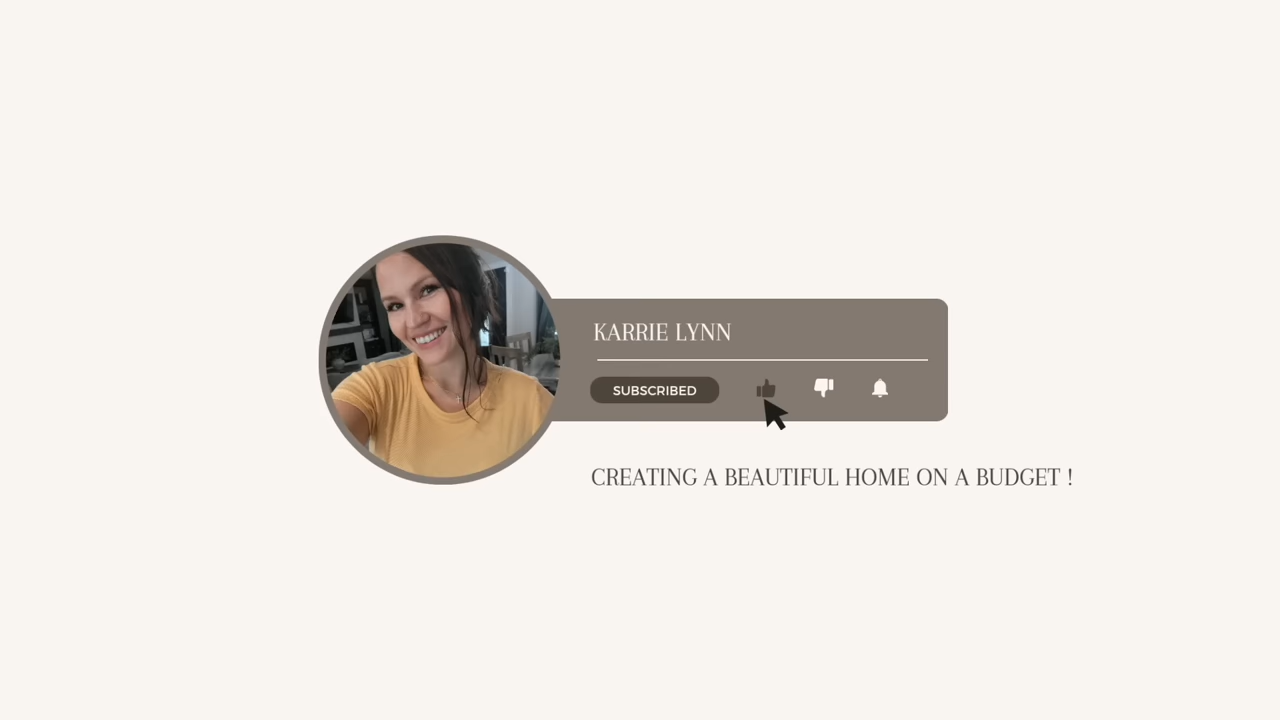 KARRIE LYNN
SUBSCRIBED
CREATING A BEAUTIFUL HOME ON A BUDGET !